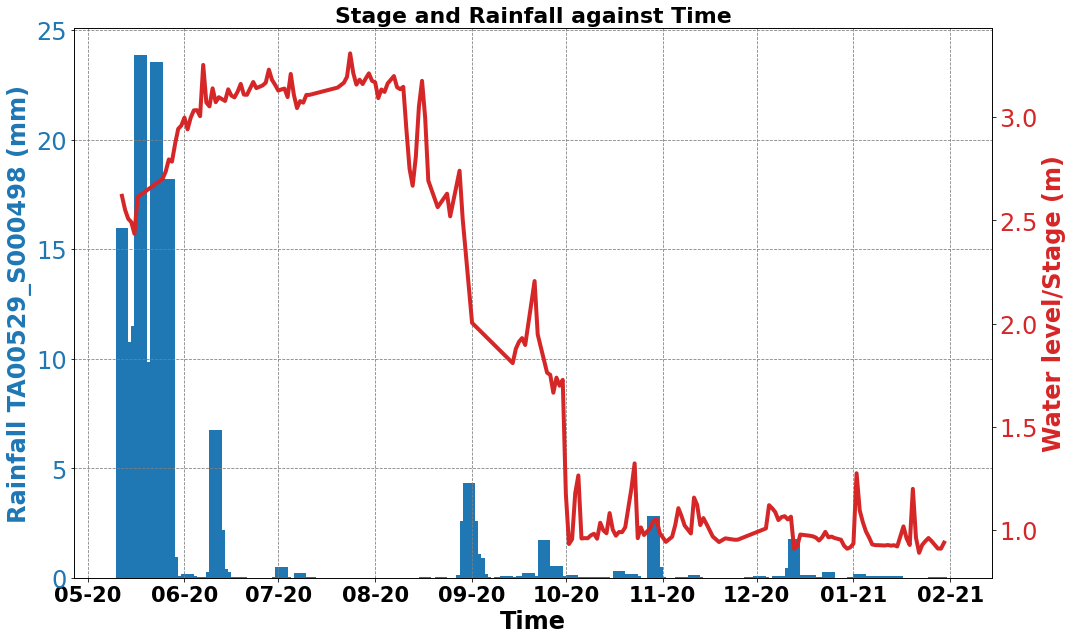 Stage and Rainfall against Time
Rainfall TA00529_S000498 (mm)
25
20
15
10
5
0
3.0
2.5
2.0
1.5
1.0
Water level/Stage (m)
05-20 06-20 07-20 08-20 09-20 10-20 11-20 12-20 01-21 02-21
Time